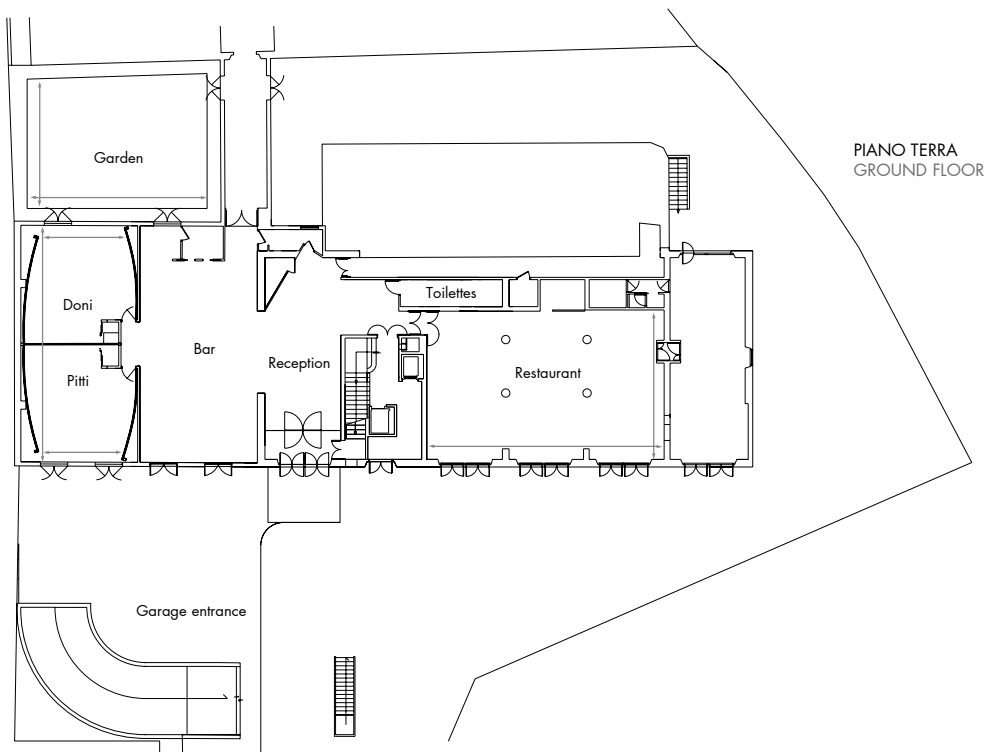 PIANO TERRA
GROUND FLOOR
Garden
Toilettes
Doni
Bar
Reception
Restaurant
Pitti
Garage entrance